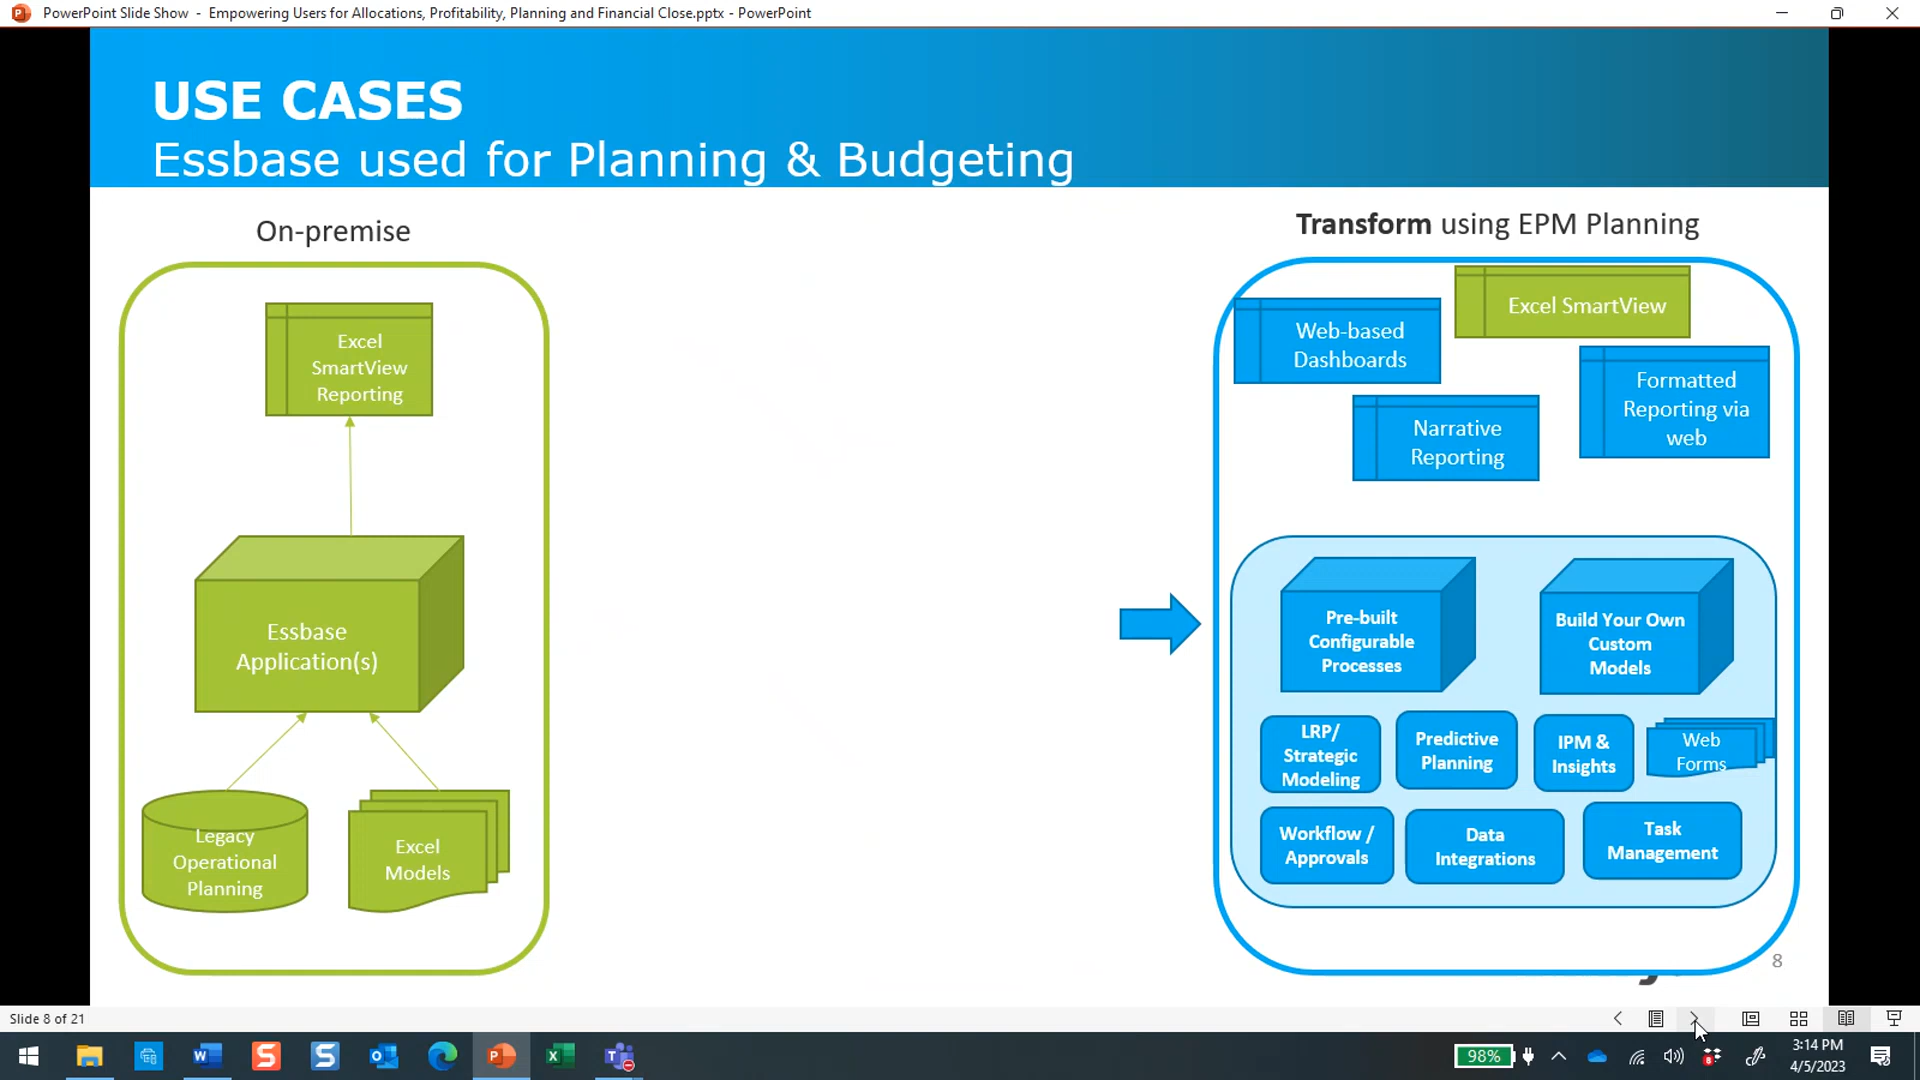 PowerPoint Slide Show - Empowering Users for Allocations, Profitability, Planning and Financial Close.pptx - PowerPoint
USE CASES
Essbase used for Planning & Budgeting
On-premise
Excel
SmartView
Reporting
Essbase
Application(s)
Legacy
Operational
Planning
Excel
Models
Transform using EPM Planning
Excel SmartView
Web-based
Dashboards
Formatted
Reporting via
web
Narrative
Reporting
Pre-built
Configurable
Processes
Build Your Own
Custom
Models
LRP/
Strategic
Modeling
Predictive
Planning
IPM &
Insights
Web
Forms
Workflow /
Approvals
Data
Integrations
Task
Management
8
Slide 8 of 21
98%
3:14 PM
4/5/2023